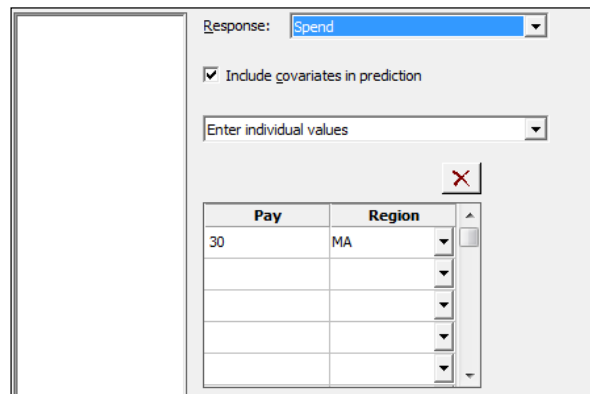 Response: Spend
Include covariates in prediction
Enter individual values
Pay Region
30 MA